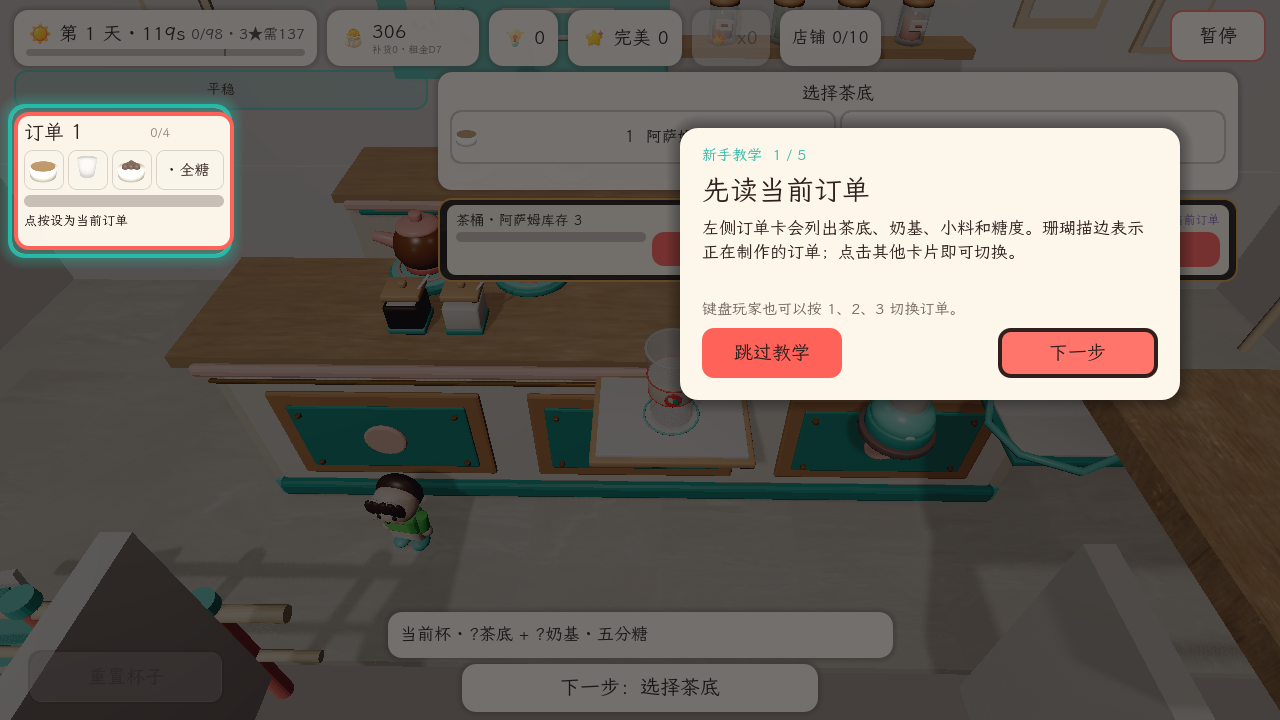 第 1 天・119s 0/98・3★需137
306
补货0・租金D7
0
完美 0
x0
店铺 0/10
暂停
平稳
选择茶底
订单 1 0/4
・全糖
点按设为当前订单
1 阿萨姆
茶桶・阿萨姆库存 3
前订单
新手教学 1 / 5
先读当前订单
左侧订单卡会列出茶底、奶基、小料和糖度。珊瑚描边表示
正在制作的订单；点击其他卡片即可切换。
键盘玩家也可以按 1、2、3 切换订单。
跳过教学
下一步
当前杯・?茶底 + ?奶基・五分糖
重置杯子
下一步：选择茶底